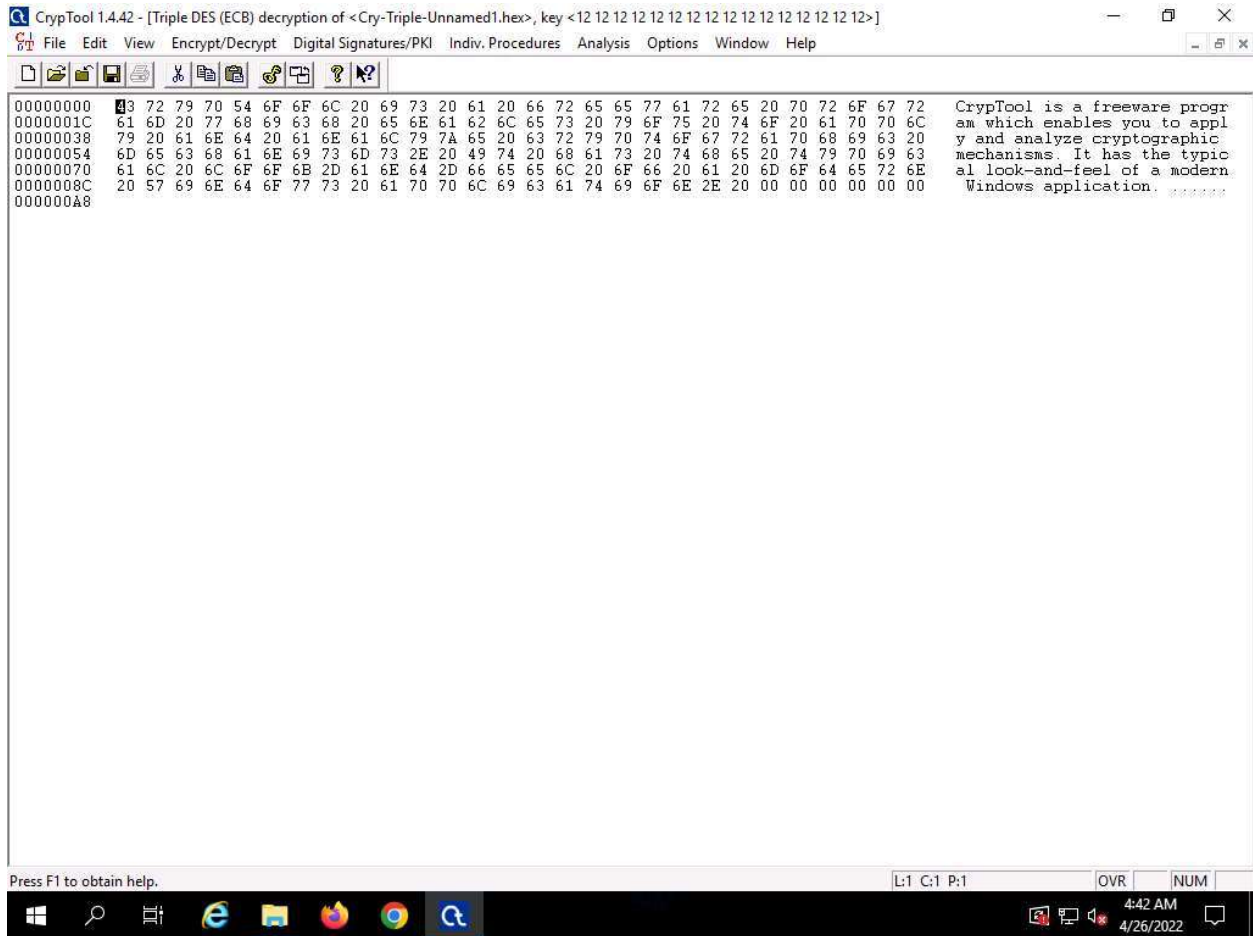 CrypTool 1.4.42 - [Triple DES (ECB) decryption of <Cry-Triple-Unnamed1.hex>, key <12 12 12 12 12 12 12 12 12 12 12 12 12 12 12 12>]
File Edit View Encrypt/Decrypt Digital Signatures/PKI Indiv. Procedures Analysis Options Window Help
00000000 43 72 79 70 54 6F 6F 6C 20 69 73 20 61 20 66 72 65 65 77 61 72 65 20 70 72 6F 67 72 CrypTool is a freeware progr
0000001C 61 6D 20 77 68 69 63 68 20 65 6E 61 62 6C 65 73 20 79 6F 75 20 74 6F 20 61 70 70 6C am which enables you to appl
00000038 79 20 61 6E 64 20 61 6E 61 6C 79 7A 65 20 63 72 79 70 74 6F 67 72 61 70 68 69 63 20 y and analyze cryptographic
00000054 6D 65 63 68 61 6E 69 73 6D 73 2E 20 49 74 20 68 61 73 20 74 68 65 20 74 79 70 69 63 mechanisms. It has the typic
00000070 61 6C 20 6C 6F 6F 6B 2D 61 6E 64 2D 66 65 65 6C 20 6F 66 20 61 20 6D 6F 64 65 72 6E al look-and-feel of a modern
0000008C 20 57 69 6E 64 6F 77 73 20 61 70 70 6C 69 63 61 74 69 6F 6E 2E 20 00 00 00 00 00 00 Windows application. ......
000000A8
Press F1 to obtain help. L:1 C:1 P:1 OVR NUM
4:42 AM
4/26/2022